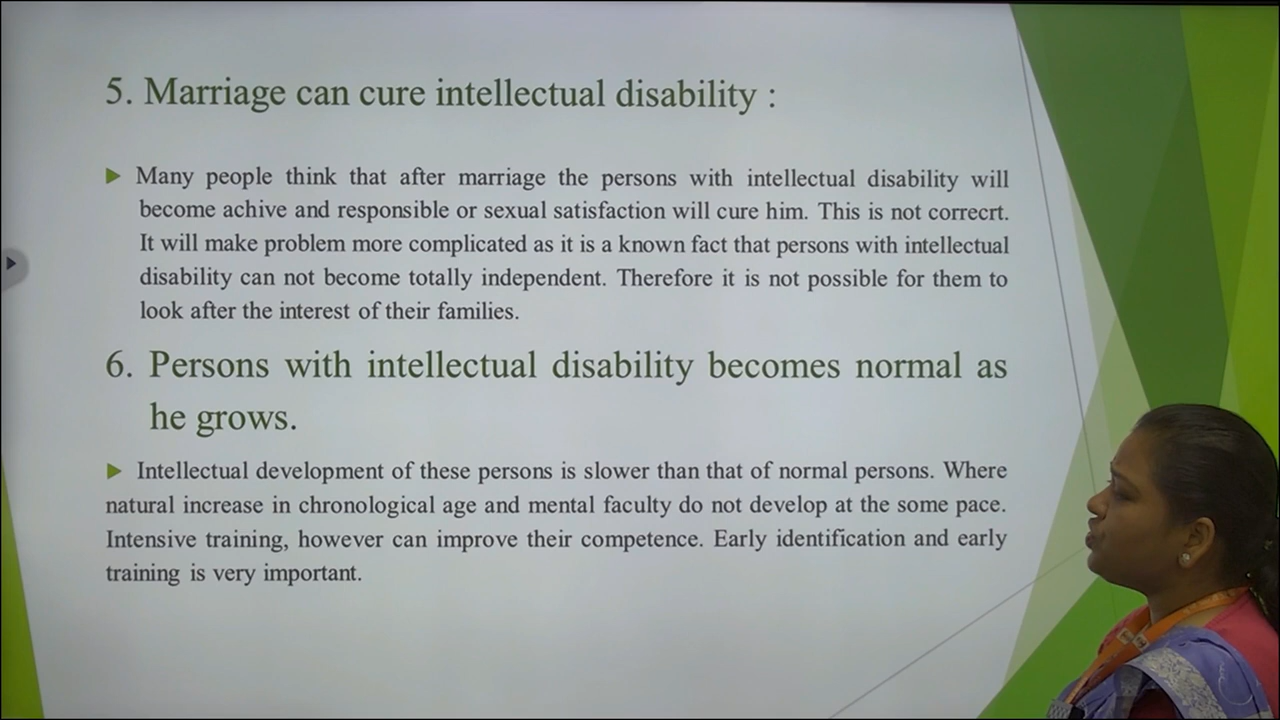 5. Marriage can cure intellectual disability :
Many people think that after marriage the persons with intellectual disability will
become achive and responsible or sexual satisfaction will cure him. This is not correcrt.
It will make problem more complicated as it is a known fact that persons with intellectual
disability can not become totally independent. Therefore it is not possible for them to
look after the interest of their families.
6. Persons with intellectual disability becomes normal as
he grows.
Intellectual development of these persons is slower than that of normal persons. Where
natural increase in chronological age and mental faculty do not develop at the some pace.
Intensive training, however can improve their competence. Early identification and early
training is very important.